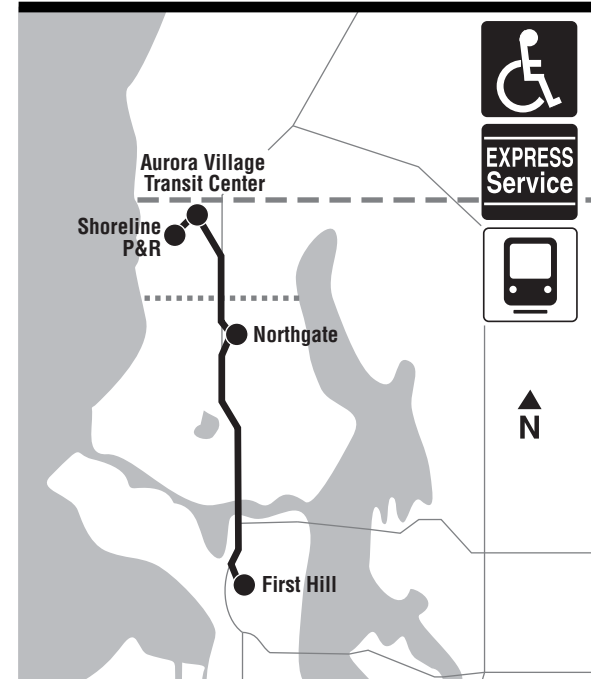 EXPRESS
Service
Aurora Village
Transit Center
Shoreline
P&R
Northgate
N
First Hill